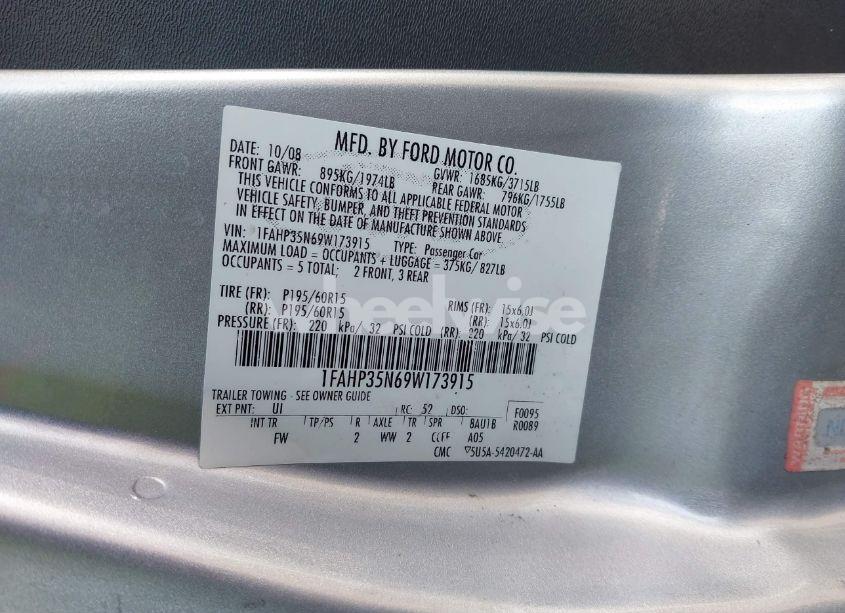 MFD. BY FORD MOTOR CO.
DATE: 10/08 GVWR: 1685KG/3715LB
FRONT GAWR: 895KG/1974LB REAR GAWR: 796KG/1755LB
THIS VEHICLE CONFORMS TO ALL APPLICABLE FEDERAL MOTOR
VEHICLE SAFETY, BUMPER, AND THEFT PREVENTION STANDARDS
IN EFFECT ON THE DATE OF MANUFACTURE SHOWN ABOVE.
VIN: 1FAHP35N69W173915 TYPE: Passenger Car
MAXIMUM LOAD = OCCUPANTS + LUGGAGE = 375KG/ 827LB
OCCUPANTS = 5 TOTAL; 2 FRONT, 3 REAR
TIRE (FR): P195/60R15 RIMS (FR): 15x6.0J
(RR): P195/60R15 (RR): 15x6.0J
PRESSURE (FR): 220 kPa/ 32 PSI COLD (RR): 220 kPa/ 32 PSI COLD
wheelwise
1FAHP35N69W173915
TRAILER TOWING - SEE OWNER GUIDE
EXT PNT: UI RC: 52 DSO: F0095
INT TR TP/PS R AXLE TR SPR BAU1B R0089
FW 2 WW 2 CCFF A05
CMC 5U5A-5420472-AA